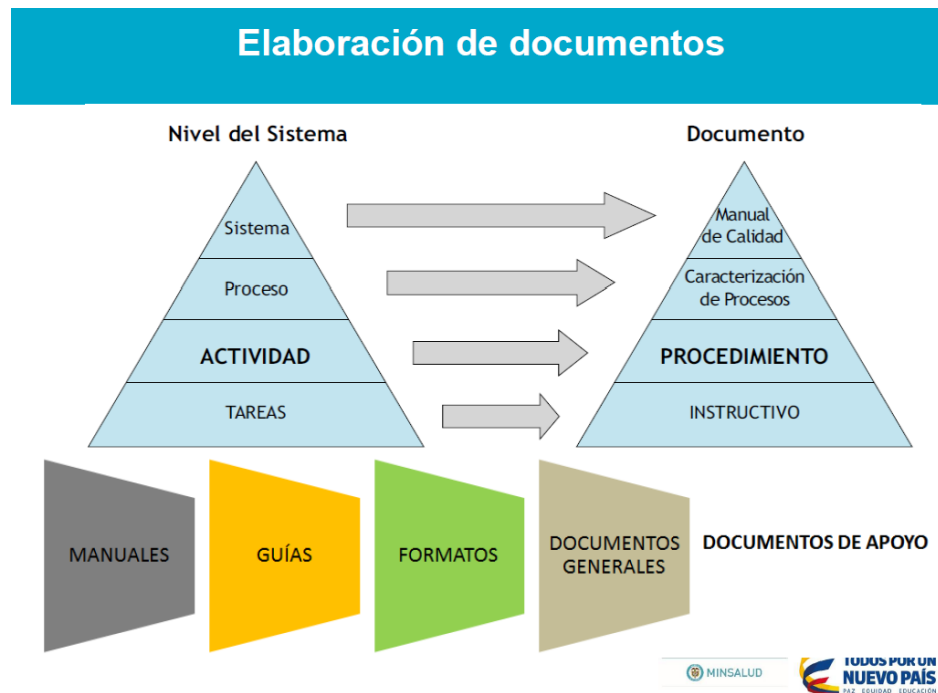 Elaboración de documentos
Nivel del Sistema
Documento
Sistema
Manual
de Calidad
Proceso
Caracterización
de Procesos
ACTIVIDAD
PROCEDIMIENTO
TAREAS
INSTRUCTIVO
MANUALES
GUÍAS
FORMATOS
DOCUMENTOS
GENERALES
DOCUMENTOS DE APOYO
MINSALUD
TODOS POR UN
NUEVO PAÍS
PAZ EQUIDAD EDUCACIÓN